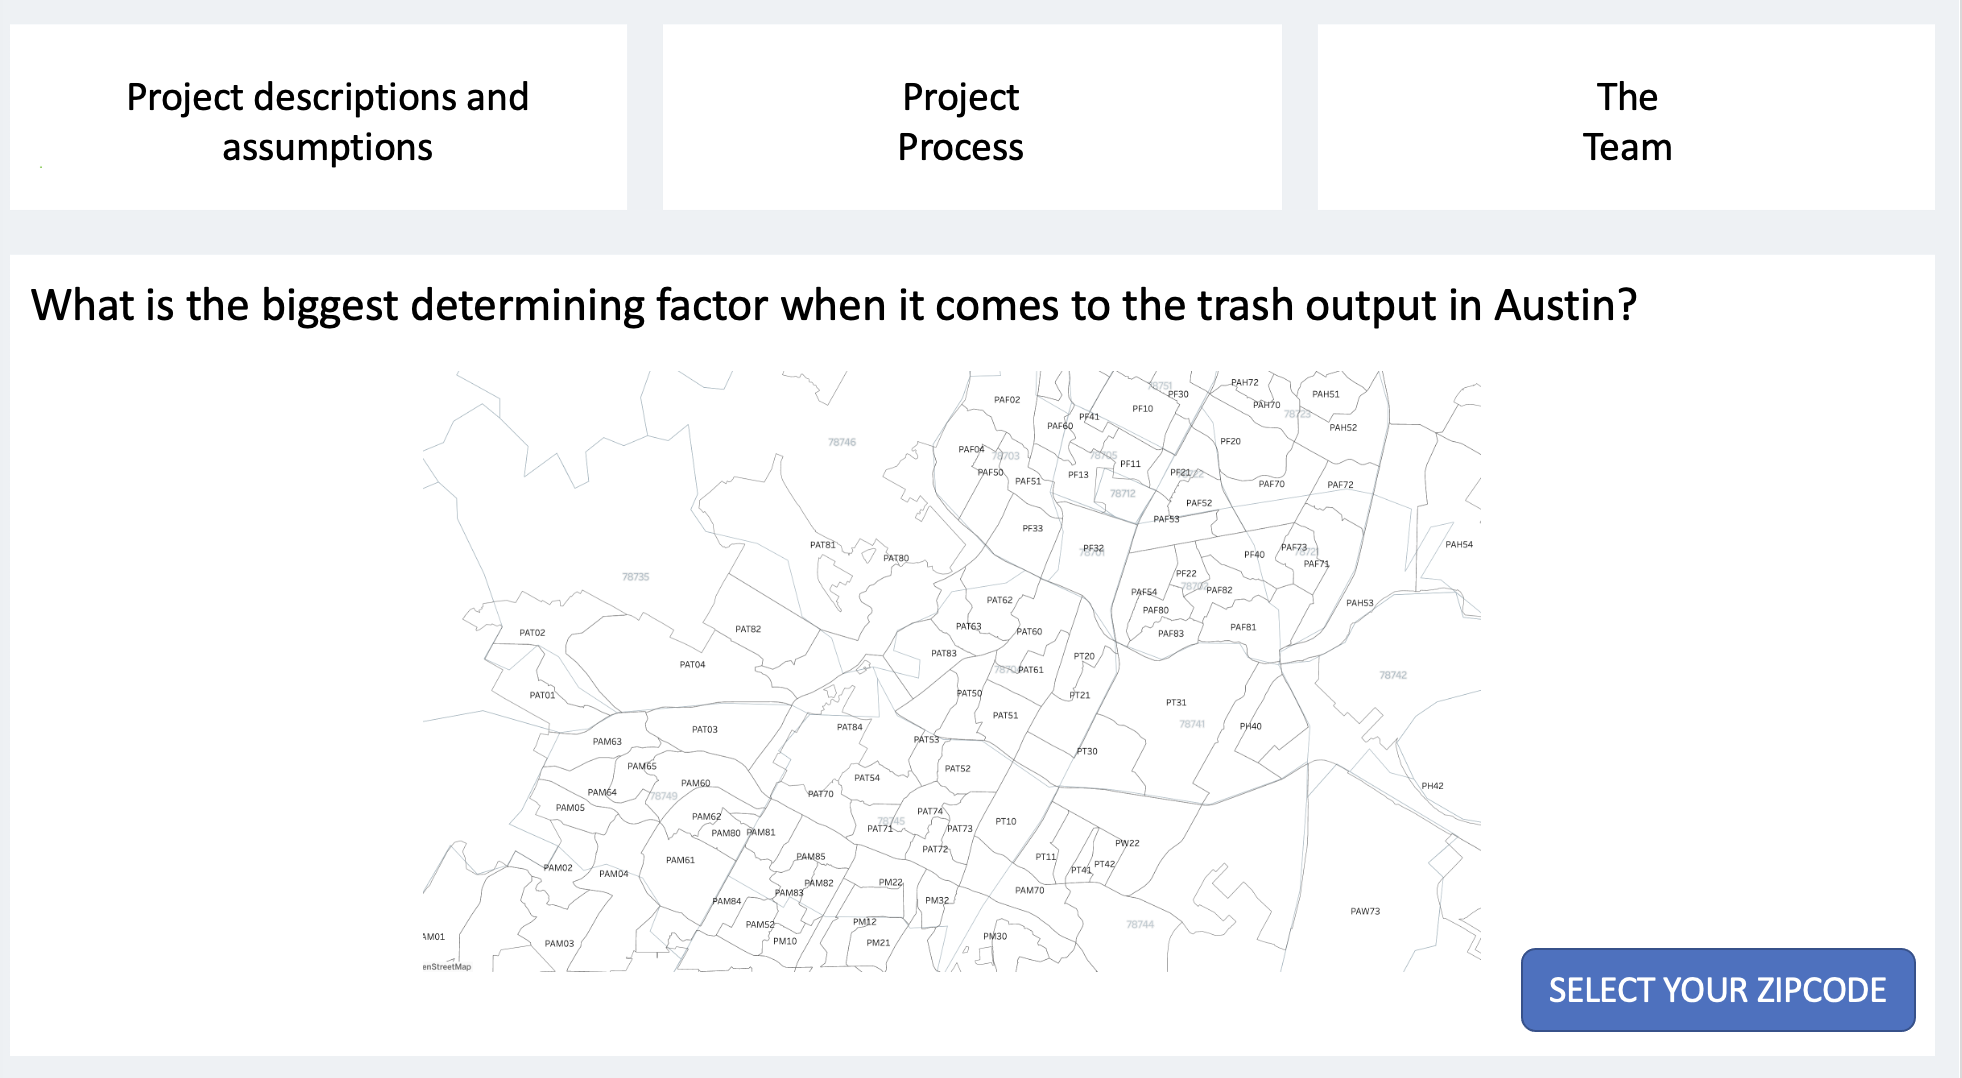 Project descriptions and
assumptions
Project
Process
The
Team
What is the biggest determining factor when it comes to the trash output in Austin?
PAF02
78751
PF30
PAH72
PAH51
PF10
PAH70
78723
PF41
PAF60
PAH52
78746
PF20
PAF04
78703
78705
PF11
PAF50
PF13
PF21
PAF51
PAF70
PAF72
78712
PAF52
PAF53
PF33
PAT81
PF32
PAF73
PAH54
PAT80
PF40
PAF71
78735
PF22
PAF54
PAF82
PAT62
PAH53
PAF80
PAT02
PAT82
PAT63
PAT60
PAF83
PAF81
PAT83
PT20
PAT04
PAT61
78742
PAT01
PAT50
PT21
PT31
PAT51
78741
PAT03
PAT84
PH40
PAM63
PAT53
PT30
PAM65
PAT52
PAT54
PAM60
PH42
PAM64
78749
PAT70
PAM05
PAT74
PAM62
78745
PT10
PAM80
PAM81
PAT71
PAT73
PW22
PAT72
PAM61
PAM85
PT11
PT42
PAM02
PAM04
PT41
PAM82
PM22
PAM83
PAM70
PAM84
PM32
PAW73
PAM52
PM12
78744
AM01
PAM03
PM10
PM21
PM30
enStreetMap
SELECT YOUR ZIPCODE